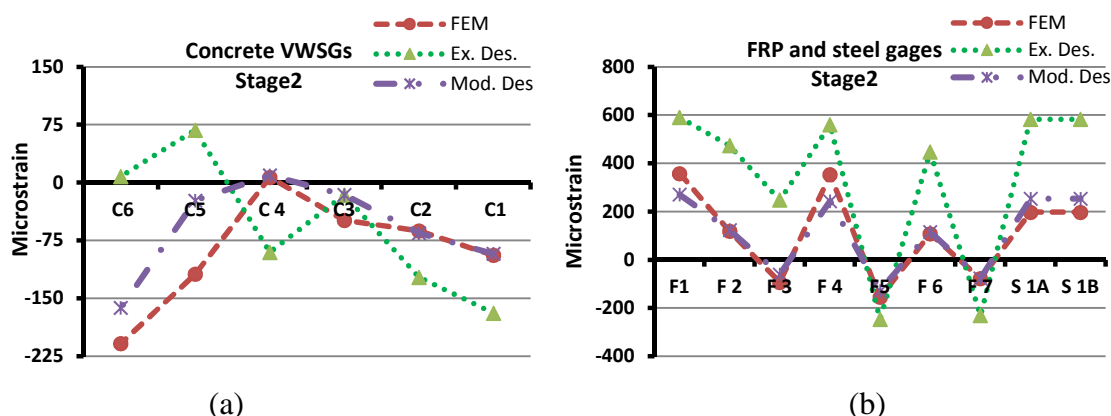 Concrete VWSGs
Stage2
FEM
Ex. Des.
Mod. Des
150
75
0
-75
-150
-225
Microstrain
C6 C5 C 4 C3 C2 C1
(a)
FRP and steel gages
Stage2
FEM
Ex. Des.
Mod. Des
800
600
400
200
0
-200
-400
Microstrain
F1 F 2 F 3 F 4 F5 F 6 F 7 S 1A S 1B
(b)